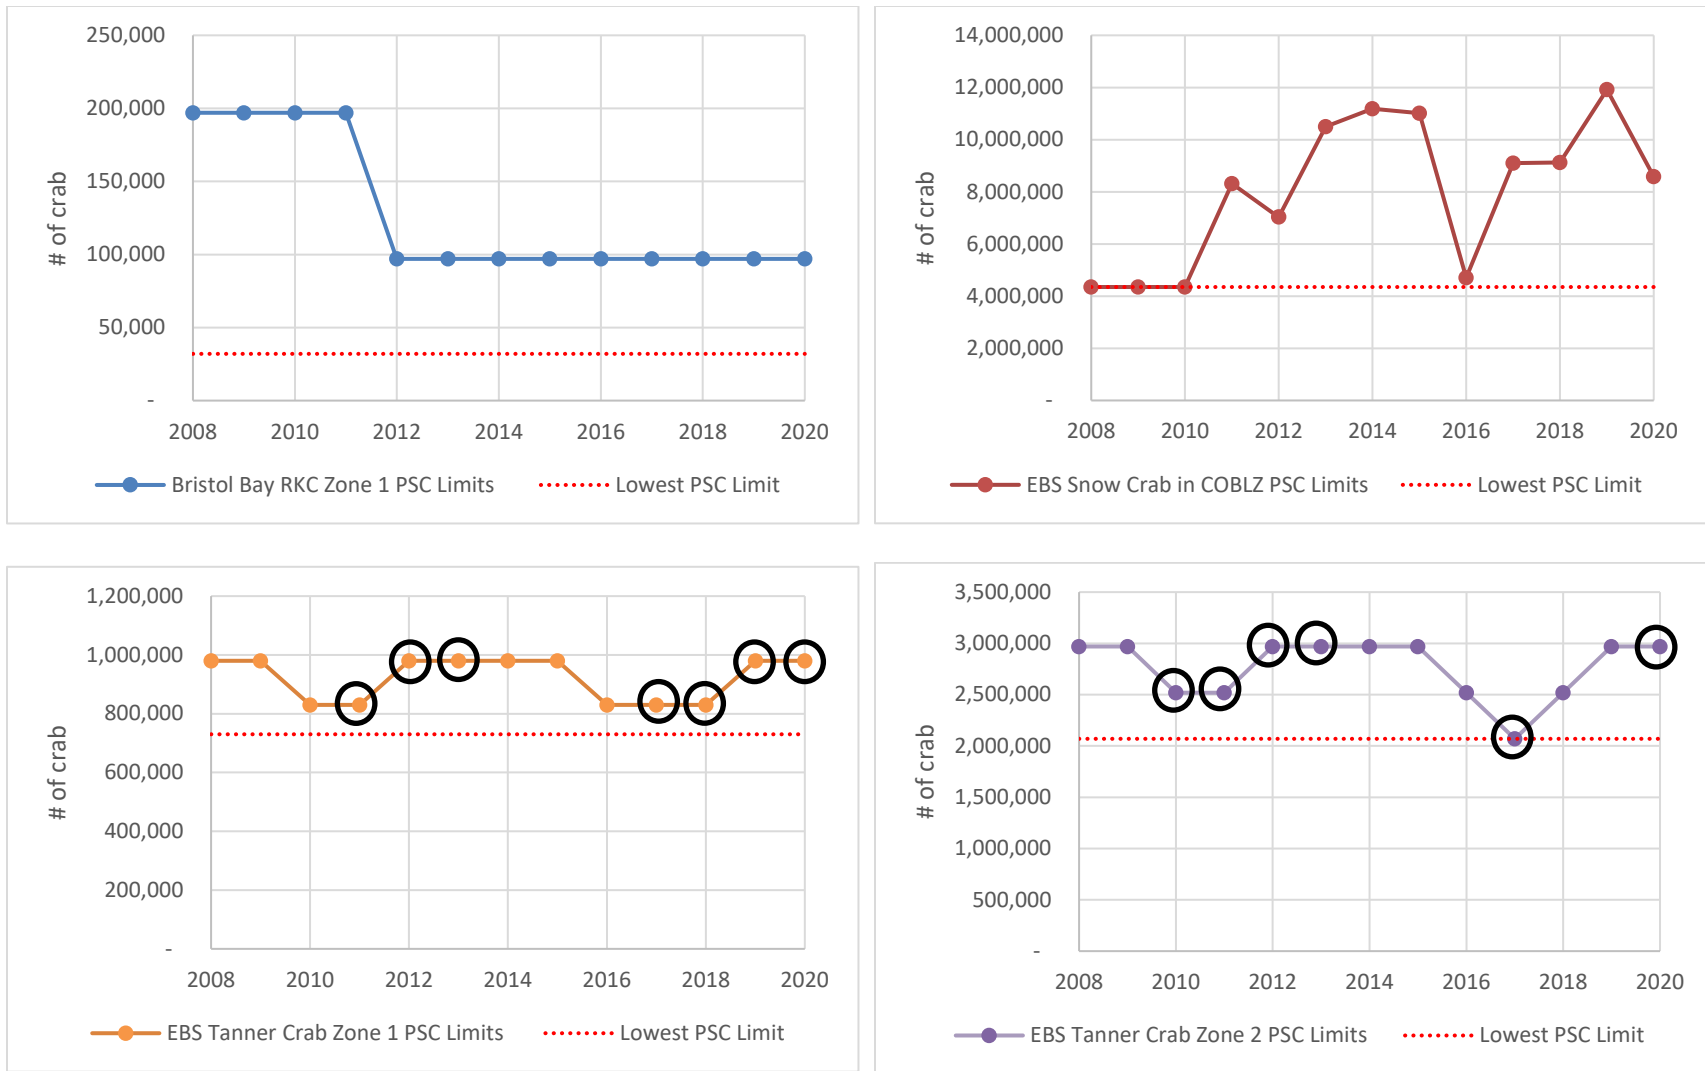 250,000
200,000
150,000
100,000
50,000
-
# of crab
2008 2010 2012 2014 2016 2018 2020
Bristol Bay RKC Zone 1 PSC Limits Lowest PSC Limit
14,000,000
12,000,000
10,000,000
8,000,000
6,000,000
4,000,000
2,000,000
-
# of crab
2008 2010 2012 2014 2016 2018 2020
EBS Snow Crab in COBLZ PSC Limits Lowest PSC Limit
1,200,000
1,000,000
800,000
600,000
400,000
200,000
-
# of crab
2008 2010 2012 2014 2016 2018 2020
EBS Tanner Crab Zone 1 PSC Limits Lowest PSC Limit
3,500,000
3,000,000
2,500,000
2,000,000
1,500,000
1,000,000
500,000
-
# of crab
2008 2010 2012 2014 2016 2018 2020
EBS Tanner Crab Zone 2 PSC Limits Lowest PSC Limit